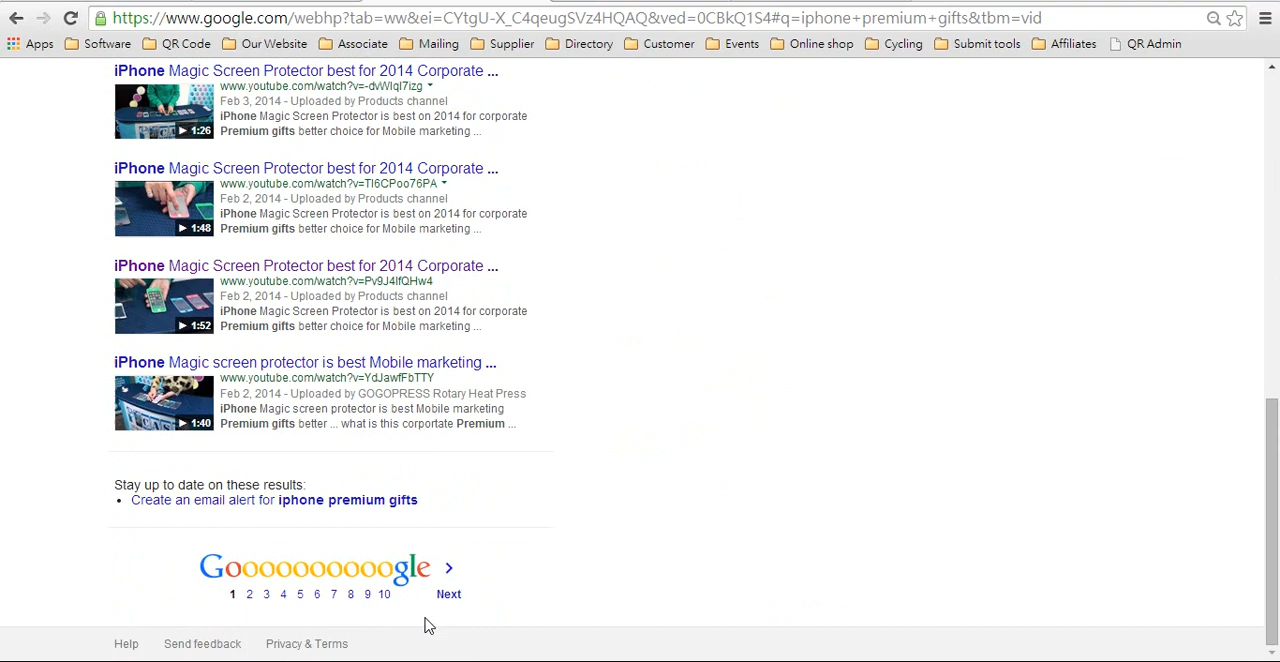 https://www.google.com/webhp?tab=ww&ei=CYtgU-X_C4qeugSVz4HQAQ&ved=0CBkQ1S4#q=iphone+premium+gifts&tbm=vid
Apps Software QR Code Our Website Associate Mailing Supplier Directory Customer Events Online shop Cycling Submit tools Affiliates QR Admin
iPhone Magic Screen Protector best for 2014 Corporate ...
www.youtube.com/watch?v=-dvWIqI7izg
Feb 3, 2014 - Uploaded by Products channel
iPhone Magic Screen Protector is best on 2014 for corporate
Premium gifts better choice for Mobile marketing ...
1:26
iPhone Magic Screen Protector best for 2014 Corporate ...
www.youtube.com/watch?v=TI6CPoo76PA
Feb 2, 2014 - Uploaded by Products channel
iPhone Magic Screen Protector is best on 2014 for corporate
Premium gifts better choice for Mobile marketing ...
1:48
iPhone Magic Screen Protector best for 2014 Corporate ...
www.youtube.com/watch?v=Pv9J4lfQHw4
Feb 2, 2014 - Uploaded by Products channel
iPhone Magic Screen Protector is best on 2014 for corporate
Premium gifts better choice for Mobile marketing ...
1:52
iPhone Magic screen protector is best Mobile marketing ...
www.youtube.com/watch?v=YdJawfFbTTY
Feb 2, 2014 - Uploaded by GOGOPRESS Rotary Heat Press
iPhone Magic screen protector is best Mobile marketing
Premium gifts better ... what is this corportate Premium ...
1:40
Stay up to date on these results:
• Create an email alert for iphone premium gifts
Goooooooooogle >
1 2 3 4 5 6 7 8 9 10 Next
Help Send feedback Privacy & Terms